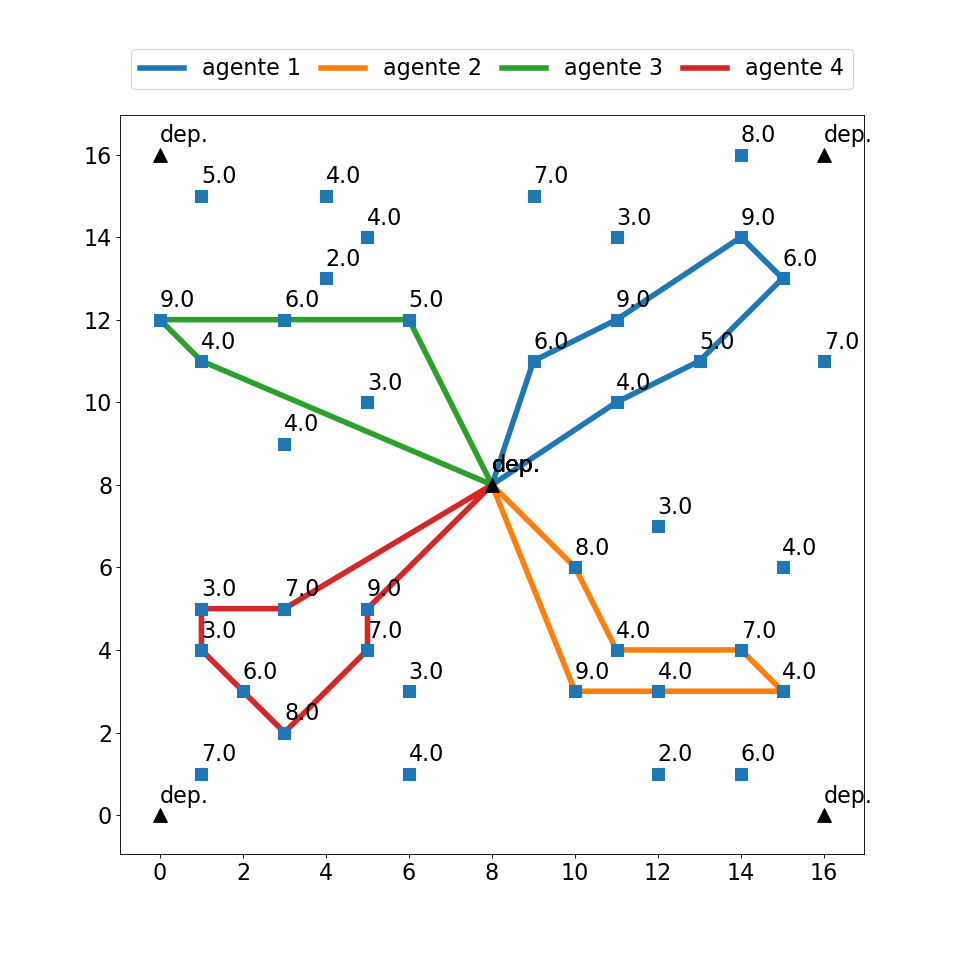 agente 1 agente 2 agente 3 agente 4
dep. 8.0 dep.
16
5.0 4.0 7.0
4.0 3.0 9.0
14
2.0 6.0
9.0 6.0 5.0 9.0
12
4.0 6.0 5.0 7.0
3.0 4.0
10
4.0
dep.
8
3.0
8.0 4.0
6
3.0 7.0 9.0
3.0 7.0 4.0 7.0
4
6.0 3.0 9.0 4.0 4.0
8.0
2
7.0 4.0 2.0 6.0
dep. dep.
0
0 2 4 6 8 10 12 14 16